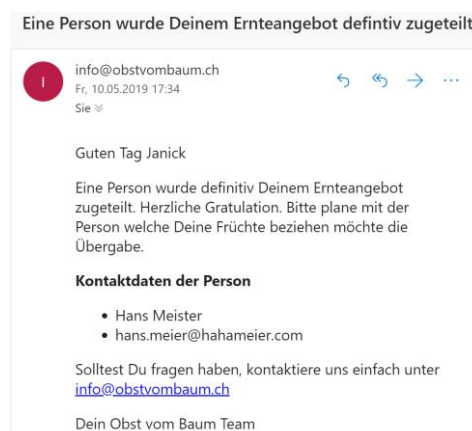 Eine Person wurde Deinem Ernteangebot defintiv zugeteilt
I
info@obstvombaum.ch
Fr, 10.05.2019 17:34
Sie
Guten Tag Janick
Eine Person wurde definitiv Deinem Ernteangebot
zugeteilt. Herzliche Gratulation. Bitte plane mit der
Person welche Deine Früchte beziehen möchte die
Übergabe.
Kontaktdaten der Person
• Hans Meister
• hans.meier@hahameier.com
Solltest Du fragen haben, kontaktiere uns einfach unter
info@obstvombaum.ch
Dein Obst vom Baum Team